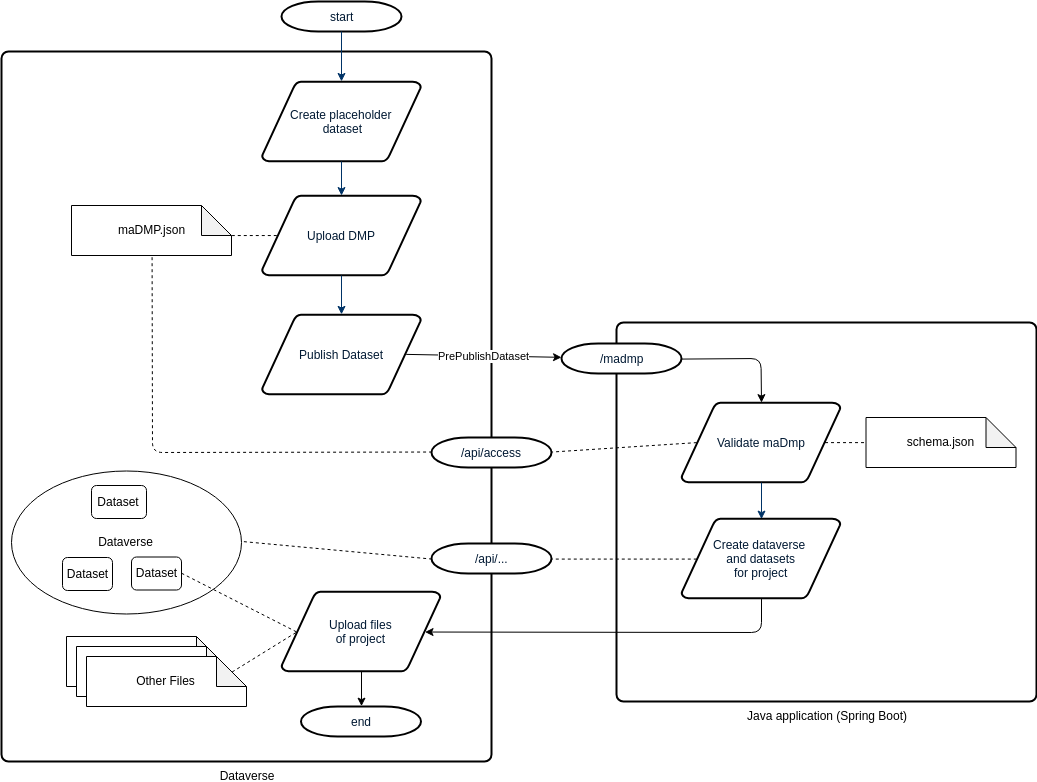 start
Create placeholder
dataset
maDMP.json
Upload DMP
Publish Dataset
PrePublishDataset
/madmp
Validate maDmp
schema.json
/api/access
Dataset
Dataverse
Dataset
Dataset
/api/...
Create dataverse
and datasets
for project
Upload files
of project
Other Files
end
Java application (Spring Boot)
Dataverse